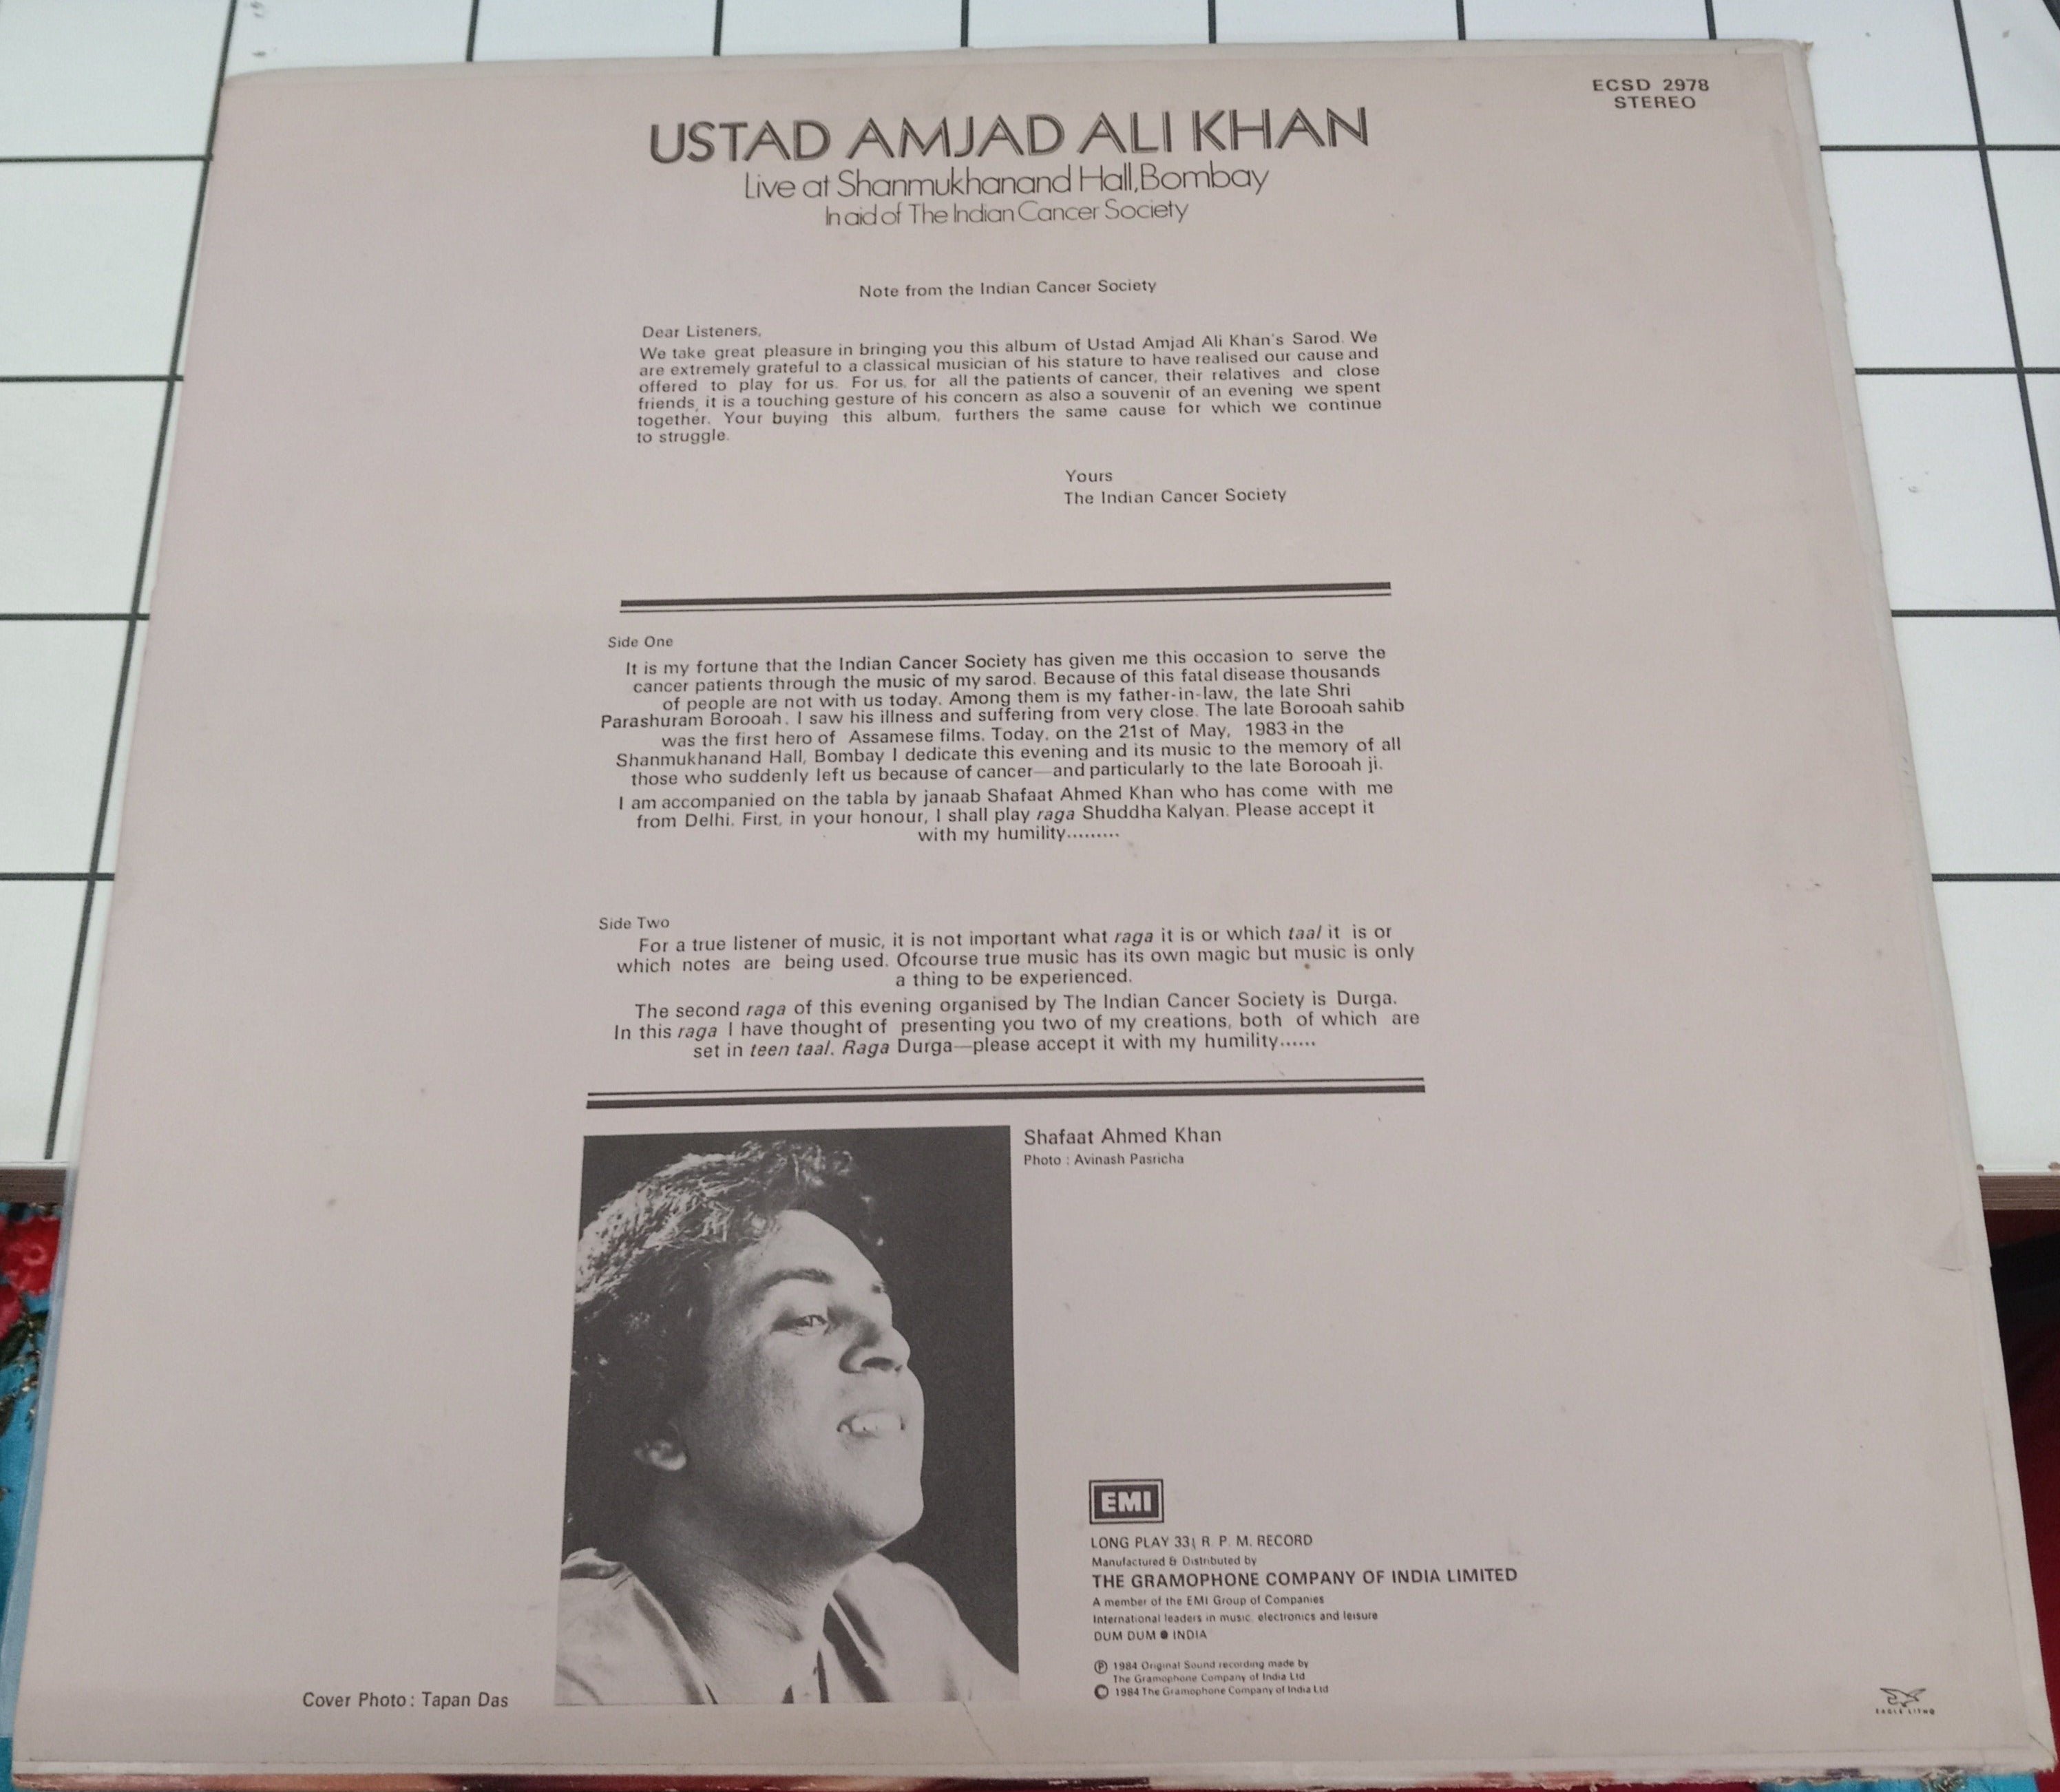 ECSD 2978
STEREO
USTAD AMJAD ALI KHAN
Live at Shanmukhanand Hall, Bombay
In aid of The Indian Cancer Society
Note from the Indian Cancer Society
Dear Listeners,
We take great pleasure in bringing you this album of Ustad Amjad Ali Khan's Sarod. We
are extremely grateful to a classical musician of his stature to have realised our cause and
offered to play for us. For us, for all the patients of cancer, their relatives and close
friends, it is a touching gesture of his concern as also a souvenir of an evening we spent
together. Your buying this album, furthers the same cause for which we continue
to struggle.
Yours
The Indian Cancer Society
Side One
It is my fortune that the Indian Cancer Society has given me this occasion to serve the
cancer patients through the music of my sarod. Because of this fatal disease thousands
of people are not with us today. Among them is my father-in-law, the late Shri
Parashuram Borooah. I saw his illness and suffering from very close. The late Borooah sahib
was the first hero of Assamese films. Today, on the 21st of May, 1983 in the
Shanmukhanand Hall, Bombay I dedicate this evening and its music to the memory of all
those who suddenly left us because of cancer—and particularly to the late Borooah ji.
I am accompanied on the tabla by janaab Shafaat Ahmed Khan who has come with me
from Delhi. First, in your honour, I shall play raga Shuddha Kalyan. Please accept it
with my humility.........
Side Two
For a true listener of music, it is not important what raga it is or which taal it is or
which notes are being used. Ofcourse true music has its own magic but music is only
a thing to be experienced.
The second raga of this evening organised by The Indian Cancer Society is Durga.
In this raga I have thought of presenting you two of my creations, both of which are
set in teen taal. Raga Durga—please accept it with my humility......
Shafaat Ahmed Khan
Photo : Avinash Pasricha
EMI
LONG PLAY 33⅓ R. P. M. RECORD
Manufactured & Distributed by
THE GRAMOPHONE COMPANY OF INDIA LIMITED
A member of the EMI Group of Companies
International leaders in music, electronics and leisure
DUM DUM ● INDIA
Ⓟ 1984 Original Sound recording made by
The Gramophone Company of India Ltd
© 1984 The Gramophone Company of India Ltd
Cover Photo : Tapan Das
EAGLE LITHO